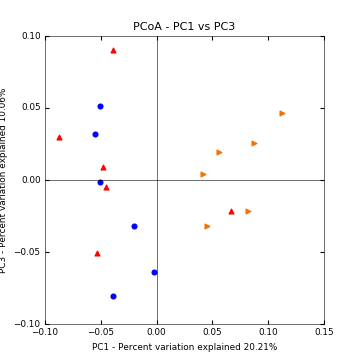 PCoA - PC1 vs PC3
0.10
0.05
0.00
−0.05
−0.10
PC3 - Percent variation explained 10.06%
−0.10 −0.05 0.00 0.05 0.10 0.15
PC1 - Percent variation explained 20.21%